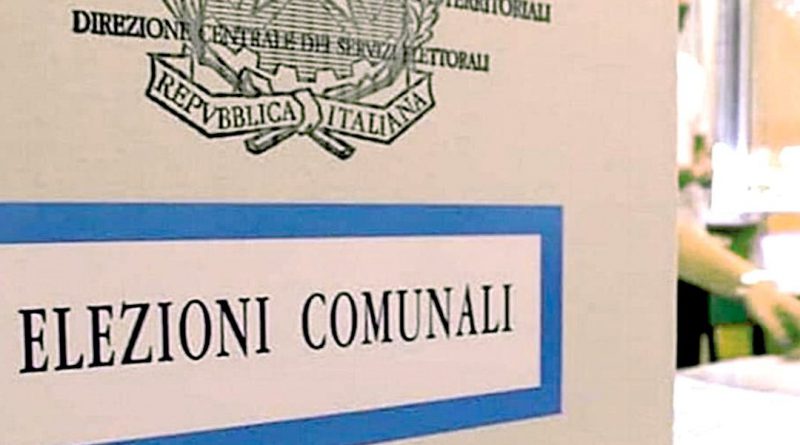 TERRITORIALI
DIREZIONE CENTRALE DEI SERVIZI ELETTORALI
REPVBBLICA ITALIANA
ELEZIONI COMUNALI